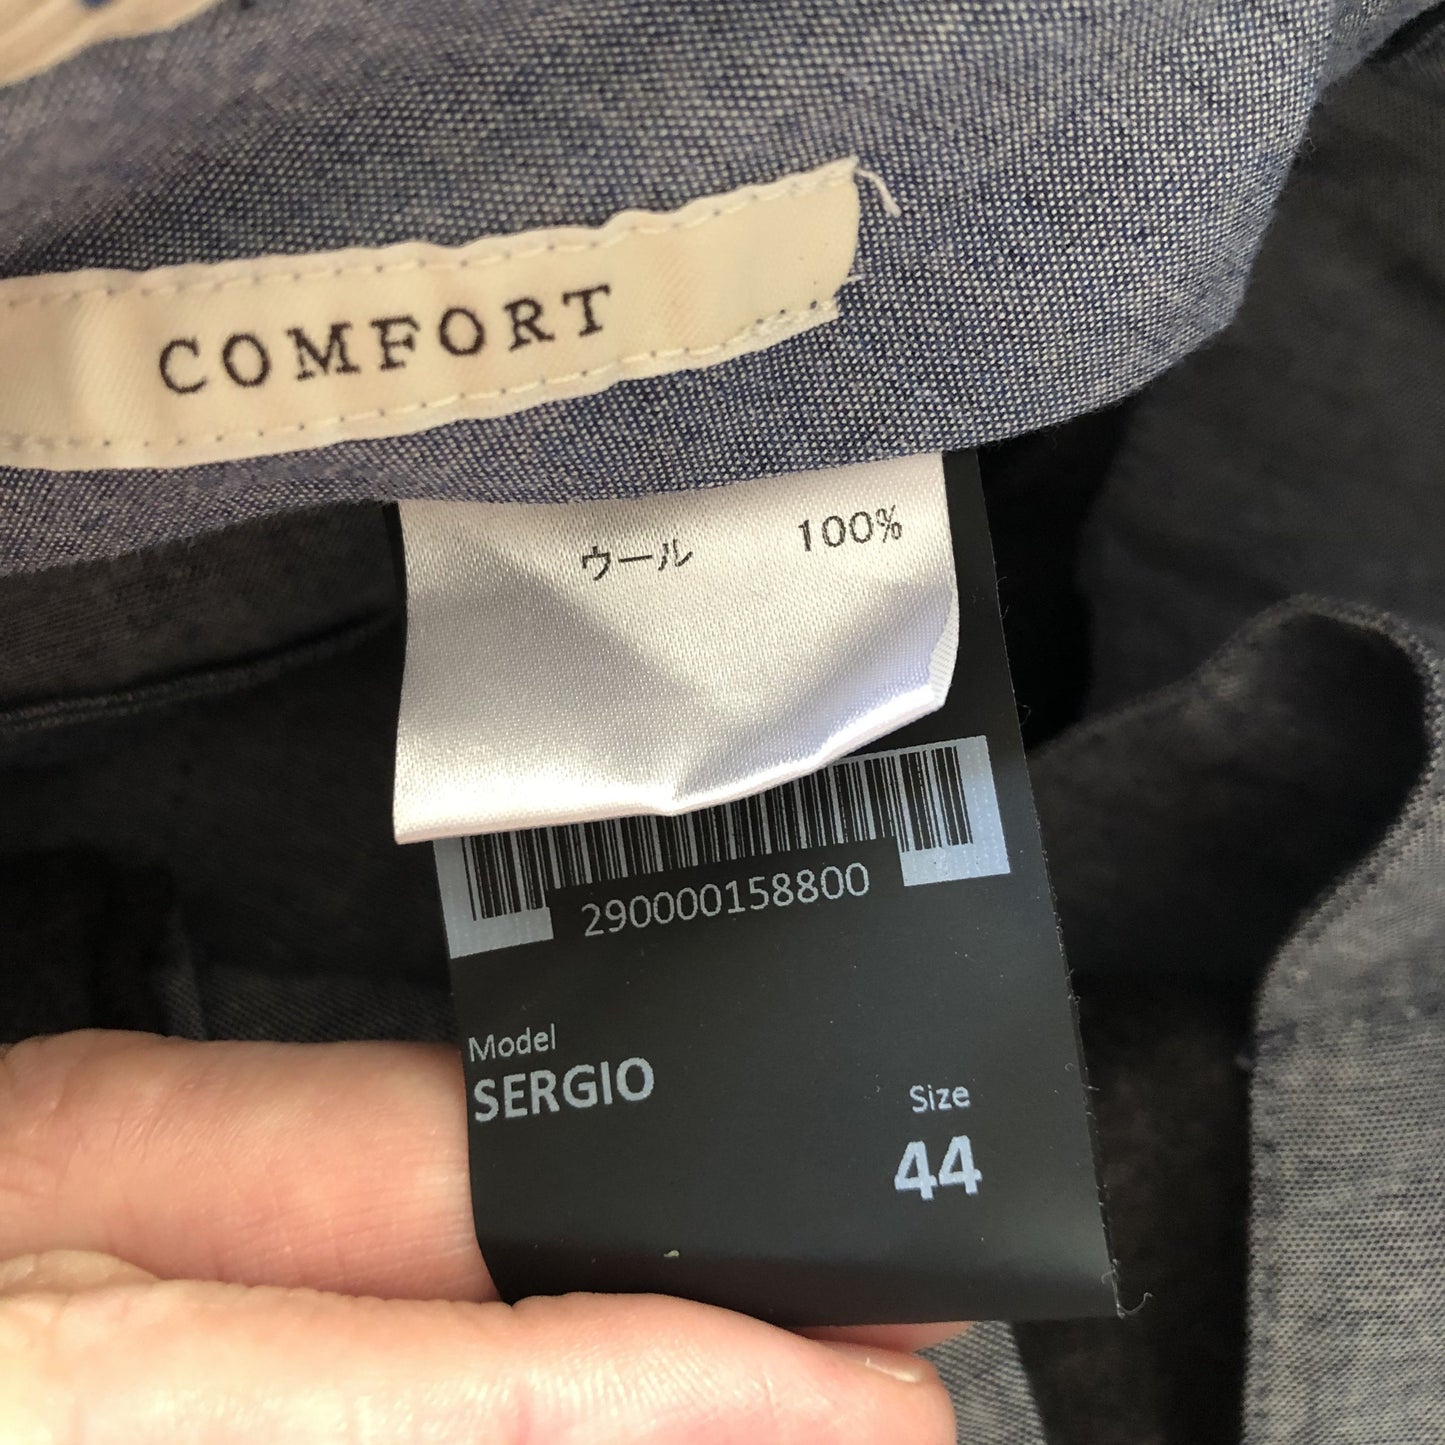 COMFORT
ウール 100%
290000158800
Model
SERGIO
Size
44